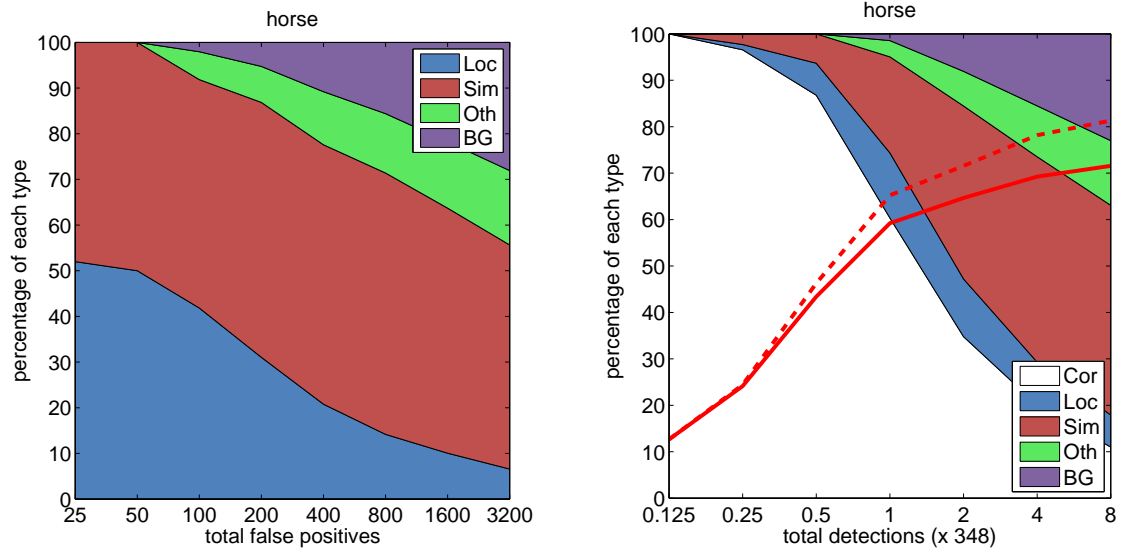 horse
percentage of each type
100
90
80
70
60
50
40
30
20
10
0
Loc
Sim
Oth
BG
25 50 100 200 400 800 1600 3200
total false positives
horse
percentage of each type
100
90
80
70
60
50
40
30
20
10
0
Cor
Loc
Sim
Oth
BG
0.125 0.25 0.5 1 2 4 8
total detections (x 348)